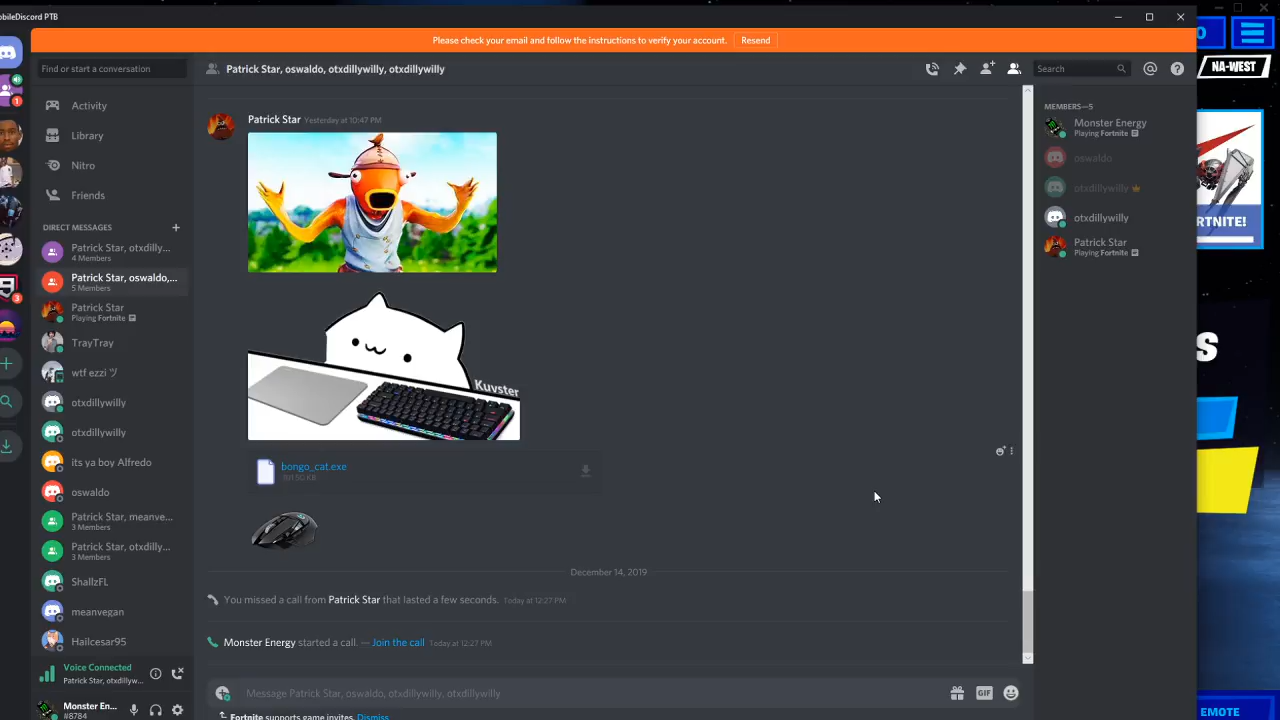 mobileDiscord PTB
Please check your email and follow the instructions to verify your account. Resend
Find or start a conversation
Patrick Star, oswaldo, otxdillywilly, otxdillywilly
Search
NA-WEST
Activity
Library
Nitro
Friends
DIRECT MESSAGES
Patrick Star, otxdilly...
4 Members
Patrick Star, oswaldo,...
5 Members
Patrick Star
Playing Fortnite
TrayTray
wtf ezzi ツ
otxdillywilly
otxdillywilly
its ya boy Alfredo
oswaldo
Patrick Star, meanve...
3 Members
Patrick Star, otxdilly...
3 Members
ShallzFL
meanvegan
Hailcesar95
Voice Connected
Patrick Star, otxdillyw...
Monster En...
#8784
1
3
Patrick Star Yesterday at 10:47 PM
Kuvster
bongo_cat.exe
December 14, 2019
You missed a call from Patrick Star that lasted a few seconds. Today at 12:27 PM
Monster Energy started a call. — Join the call Today at 12:27 PM
Message Patrick Star, oswaldo, otxdillywilly, otxdillywilly
GIF
Fortnite supports game invites. Dismiss
MEMBERS—5
Monster Energy
Playing Fortnite
oswaldo
otxdillywilly
otxdillywilly
Patrick Star
Playing Fortnite
RTNITE!
S
EMOTE